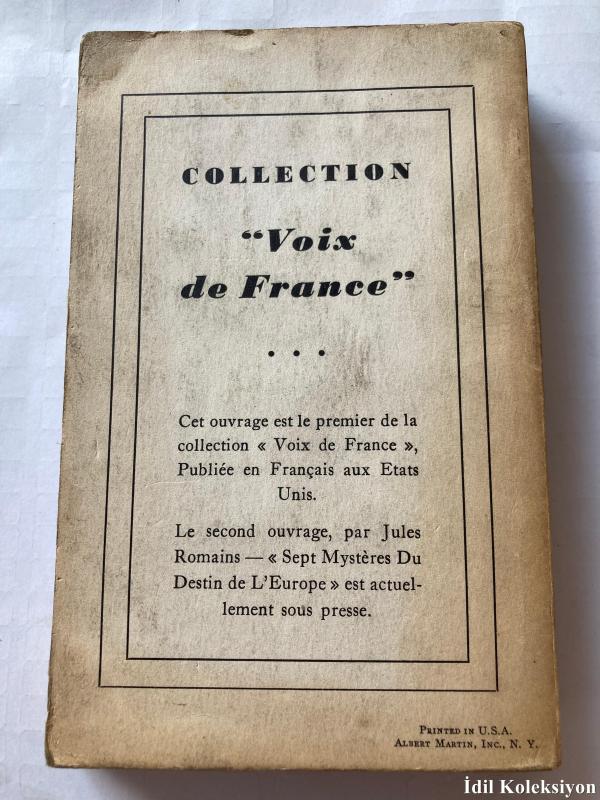 COLLECTION
“Voix
de France”
• • •
Cet ouvrage est le premier de la
collection « Voix de France »,
Publiée en Français aux Etats
Unis.
Le second ouvrage, par Jules
Romains — « Sept Mystères Du
Destin de L'Europe » est actuel-
lement sous presse.
Printed in U.S.A.
Albert Martin, Inc., N. Y.
İdil Koleksiyon